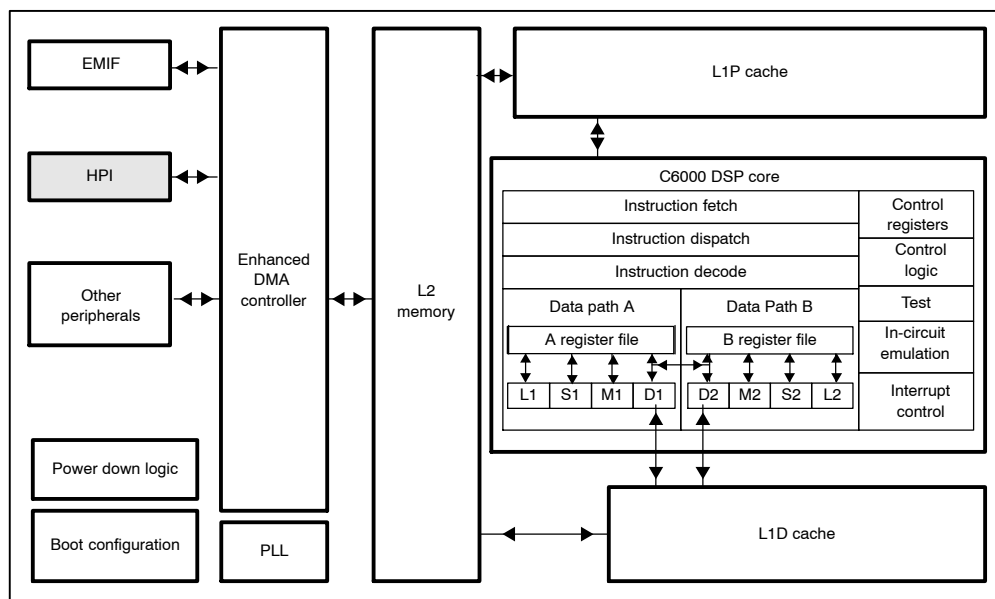 EMIF
HPI
Other
peripherals
Power down logic
Boot configuration
Enhanced
DMA
controller
PLL
L2
memory
L1P cache
C6000 DSP core
Instruction fetch
Instruction dispatch
Instruction decode
Data path A
Data Path B
A register file
B register file
L1 S1 M1 D1
D2 M2 S2 L2
Control
registers
Control
logic
Test
In-circuit
emulation
Interrupt
control
L1D cache